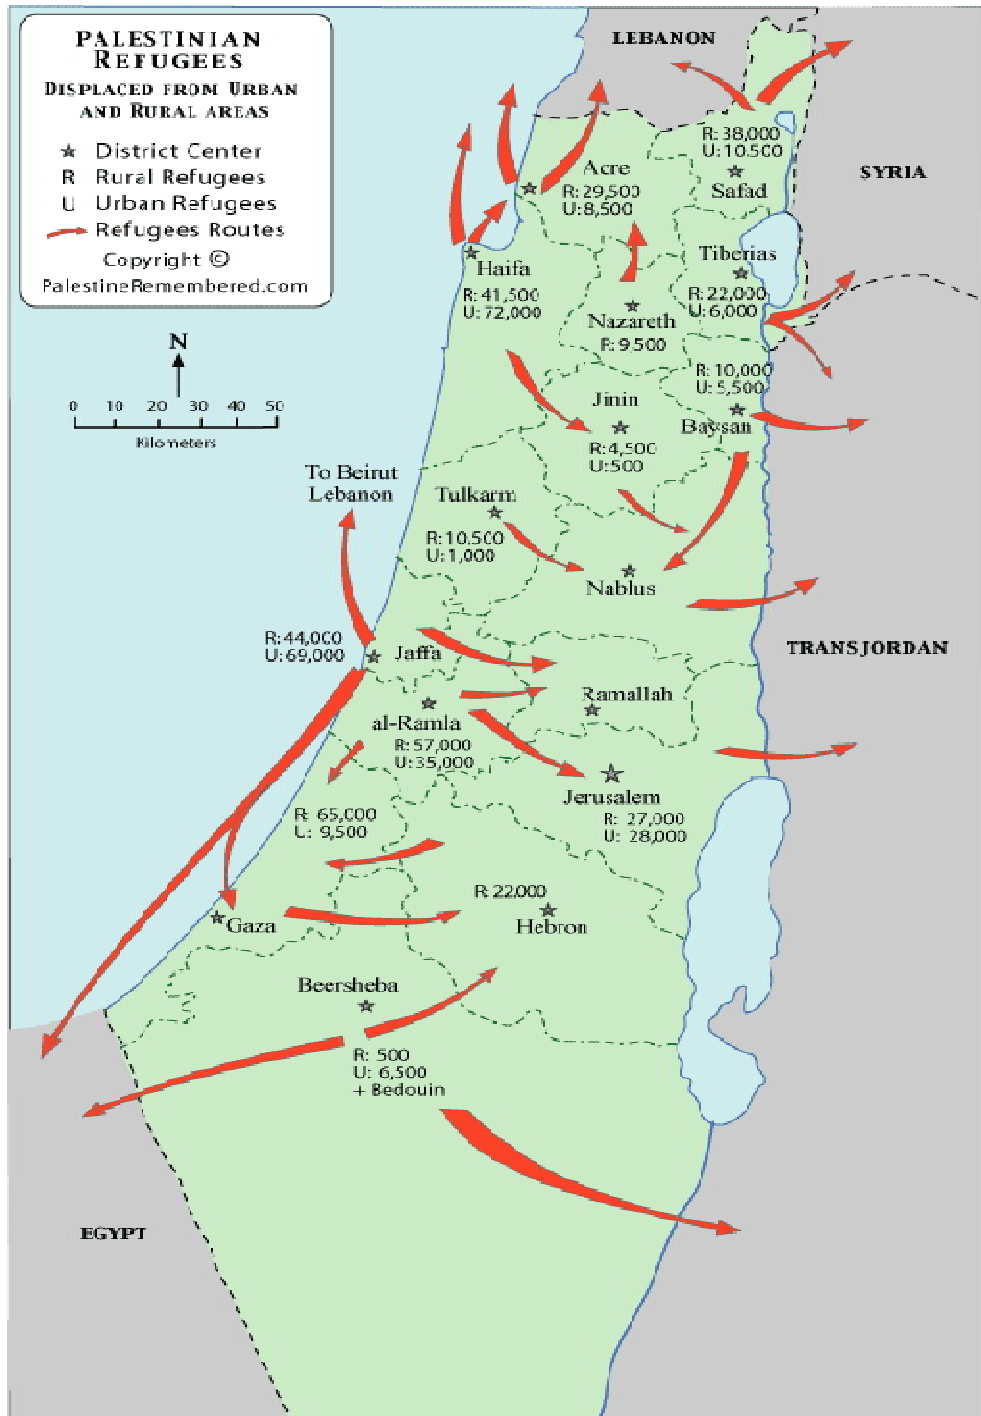 PALESTINIAN
REFUGEES
DISPLACED FROM URBAN
AND RURAL AREAS
District Center
R Rural Refugees
U Urban Refugees
Refugees Routes
Copyright ©
PalestineRemembered.com
N
0 10 20 30 40 50
Kilometers
LEBANON
SYRIA
R: 38,000
U: 10.500
Safad
Acre
R: 29,500
U: 8,500
Tiberias
R: 22,000
U: 6,000
Haifa
R: 41,500
U: 72,000
Nazareth
R: 9,500
R: 10,000
U: 5,500
Baysan
Jinin
R: 4,500
U: 500
To Beirut
Lebanon
Tulkarm
R: 10.500
U: 1,000
Nablus
TRANSJORDAN
R: 44,000
U: 69,000
Jaffa
Ramallah
al-Ramla
R: 57,000
U: 35,000
Jerusalem
R: 27,000
U: 28,000
R: 65,000
U: 9,500
R: 22,000
Hebron
Gaza
Beersheba
R: 500
U: 6,500
+ Bedouin
EGYPT